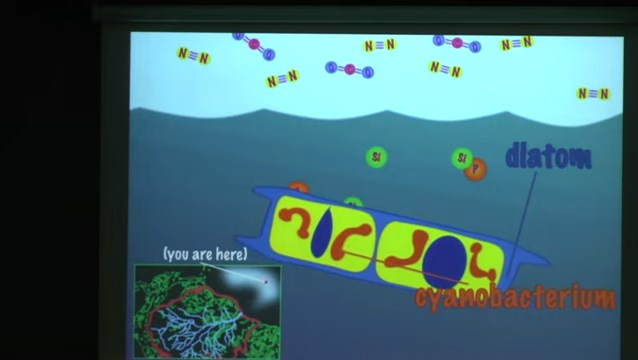 O=C=O
N≡N
N≡N
O=C=O
N≡N
N≡N
O=C=O
N≡N
N≡N
Si
Si
P
diatom
(you are here)
cyanobacterium